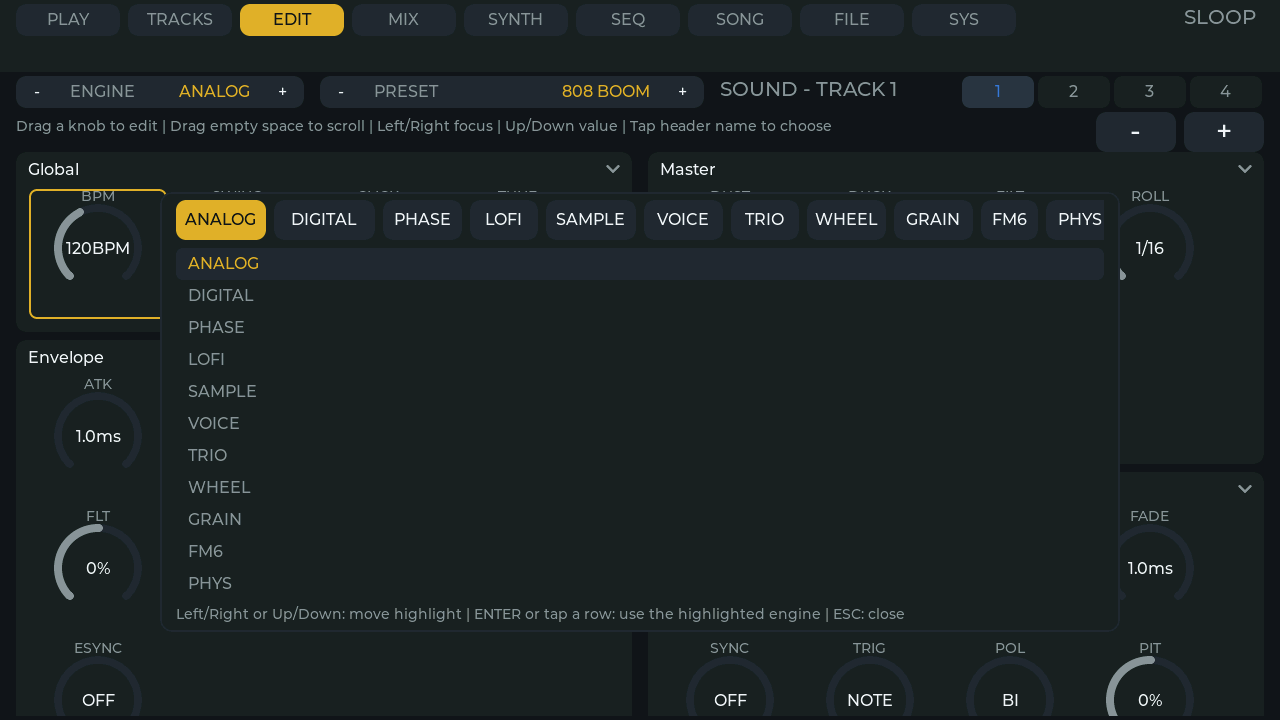 PLAY TRACKS EDIT MIX SYNTH SEQ SONG FILE SYS SLOOP
- ENGINE ANALOG + - PRESET 808 BOOM + SOUND - TRACK 1 1 2 3 4
Drag a knob to edit | Drag empty space to scroll | Left/Right focus | Up/Down value | Tap header name to choose - +
Global Master
BPM ROLL
ANALOG DIGITAL PHASE LOFI SAMPLE VOICE TRIO WHEEL GRAIN FM6 PHYS
120BPM 1/16
ANALOG
DIGITAL
PHASE
LOFI
SAMPLE
VOICE
TRIO
WHEEL
GRAIN
FM6
PHYS
Left/Right or Up/Down: move highlight | ENTER or tap a row: use the highlighted engine | ESC: close
Envelope
ATK
1.0ms
FLT FADE
0% 1.0ms
ESYNC SYNC TRIG POL PIT
OFF OFF NOTE BI 0%